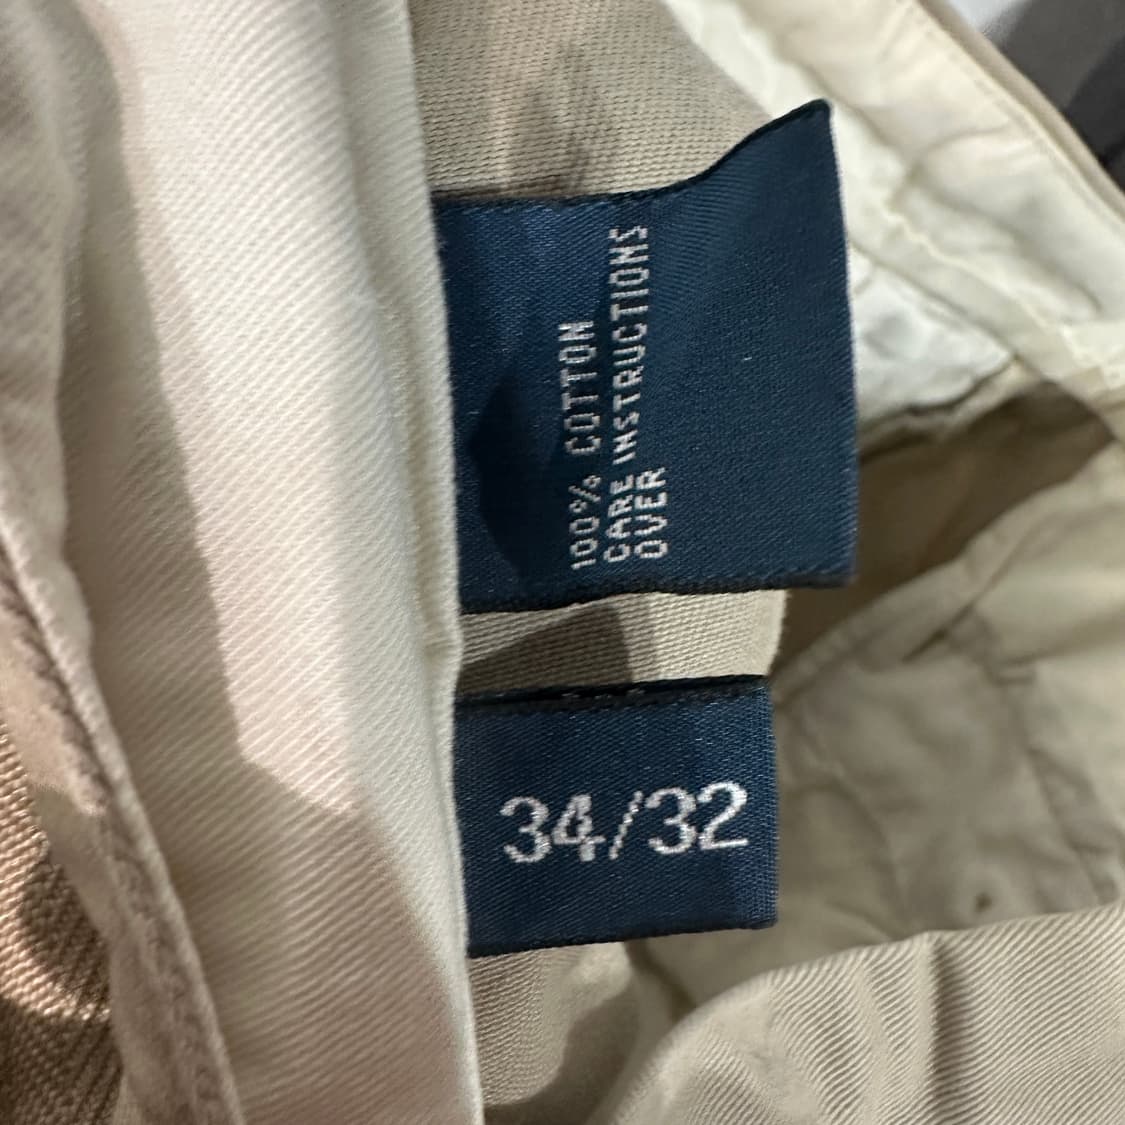 100% COTTON
CARE INSTRUCTIONS
OVER
34/32